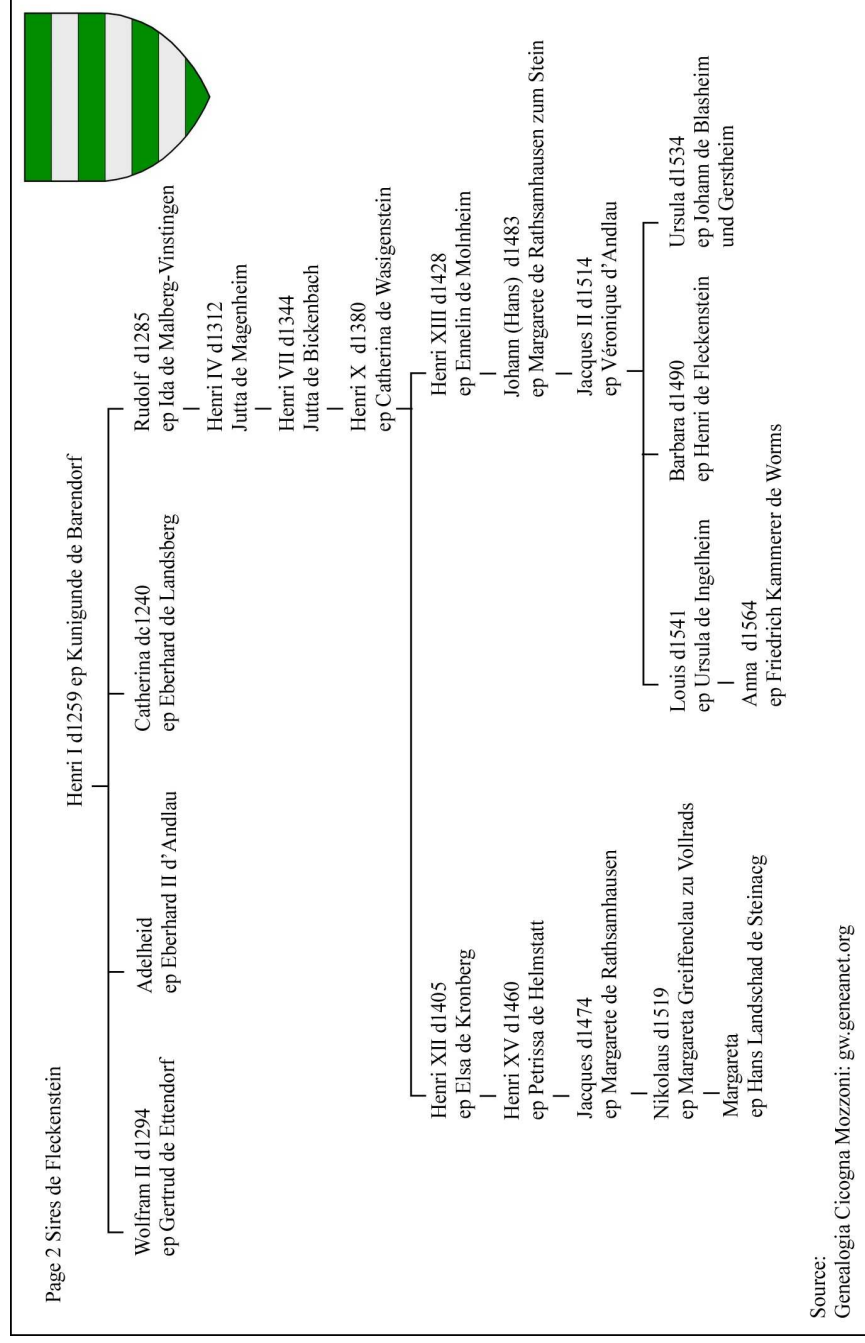 Page 2 Sires de Fleckenstein
Henri I d1259 ep Kunigunde de Barendorf
Wolfram II d1294
ep Gertrud de Ettendorf
Adelheid
ep Eberhard II d'Andlau
Catherina dc1240
ep Eberhard de Landsberg
Rudolf d1285
ep Ida de Malberg-Vinstingen
Henri IV d1312
Jutta de Magenheim
Henri VII d1344
Jutta de Bickenbach
Henri X d1380
ep Catherina de Wasigenstein
Henri XII d1405
ep Elsa de Kronberg
Henri XV d1460
ep Petrissa de Helmstatt
Jacques d1474
ep Margarete de Rathsamhausen
Nikolaus d1519
ep Margareta Greiffenclau zu Vollrads
Margareta
ep Hans Landschad de Steinacg
Henri XIII d1428
ep Ennelin de Molnheim
Johann (Hans) d1483
ep Margarete de Rathsamhausen zum Stein
Jacques II d1514
ep Véronique d'Andlau
Louis d1541
ep Ursula de Ingelheim
Anna d1564
ep Friedrich Kammerer de Worms
Barbara d1490
ep Henri de Fleckenstein
Ursula d1534
ep Johann de Blasheim
und Gerstheim
Source:
Genealogia Cicogna Mozzoni: gw.geneanet.org